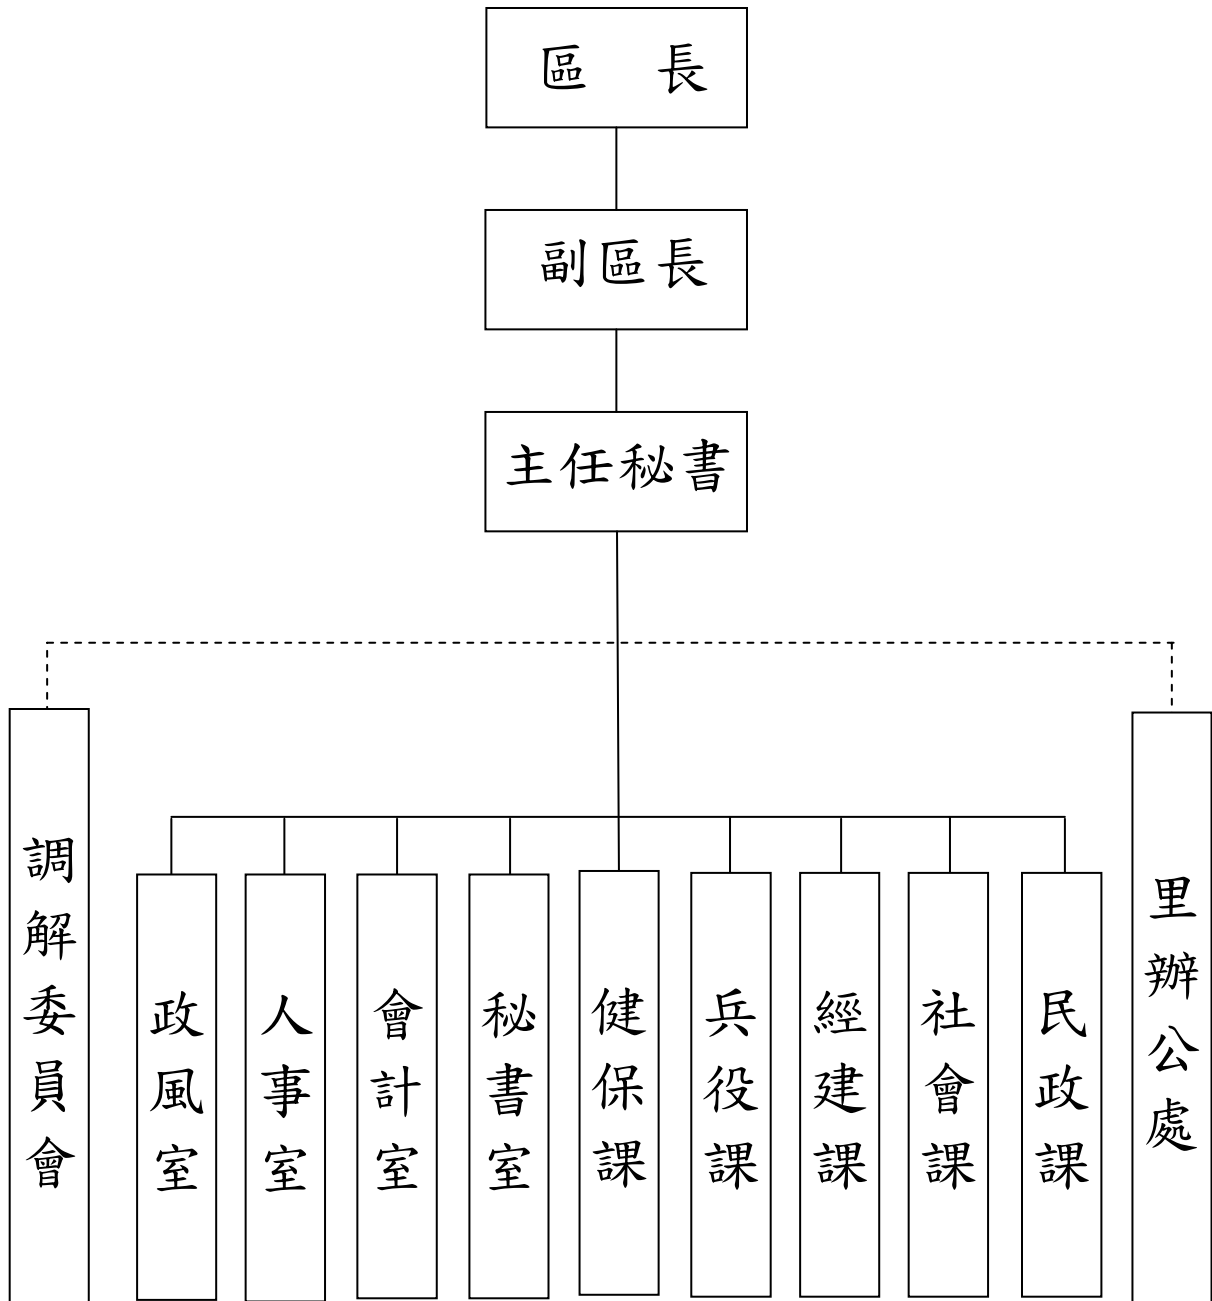 區 長
副區長
主任秘書
調解委員會
政風室
人事室
會計室
秘書室
健保課
兵役課
經建課
社會課
民政課
里辦公處